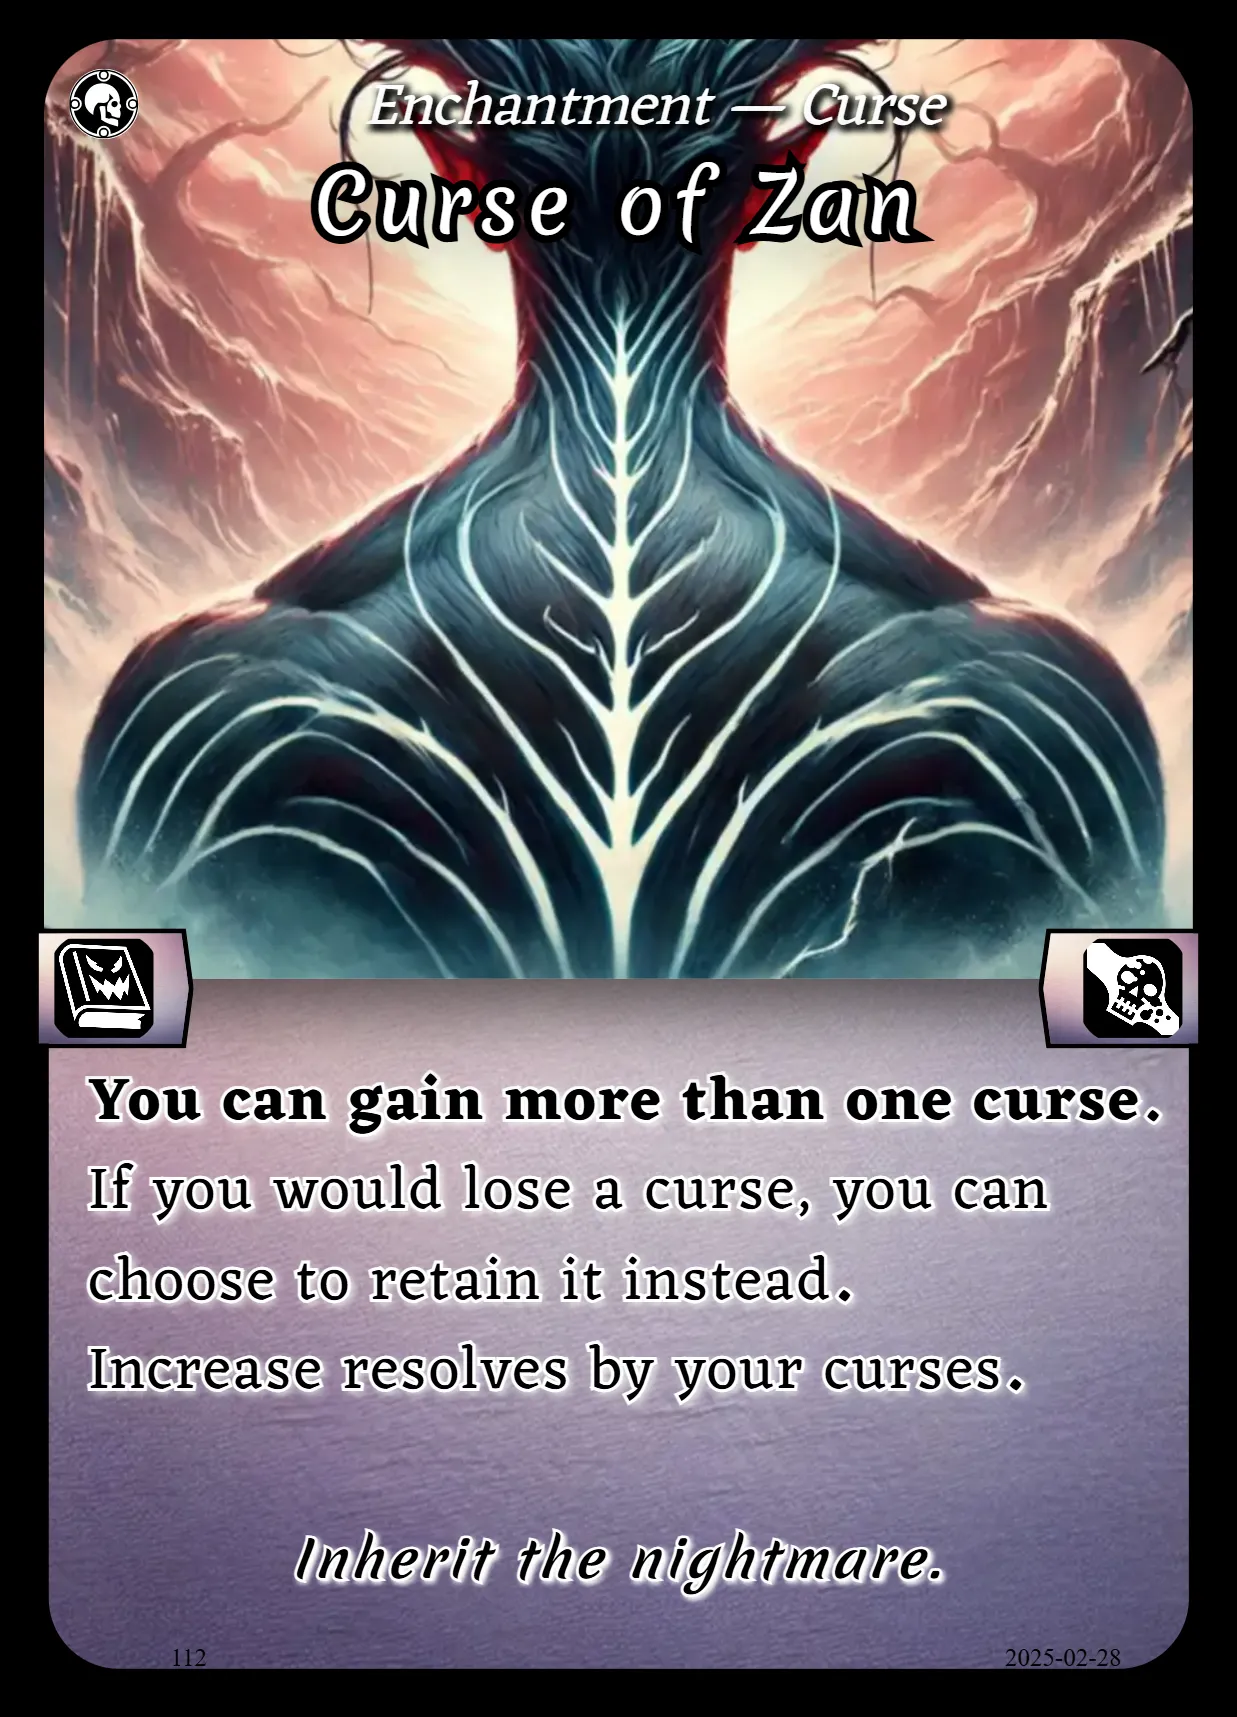 Enchantment — Curse
Curse of Zan
You can gain more than one curse.
If you would lose a curse, you can
choose to retain it instead.
Increase resolves by your curses.
Inherit the nightmare.
112
2025-02-28